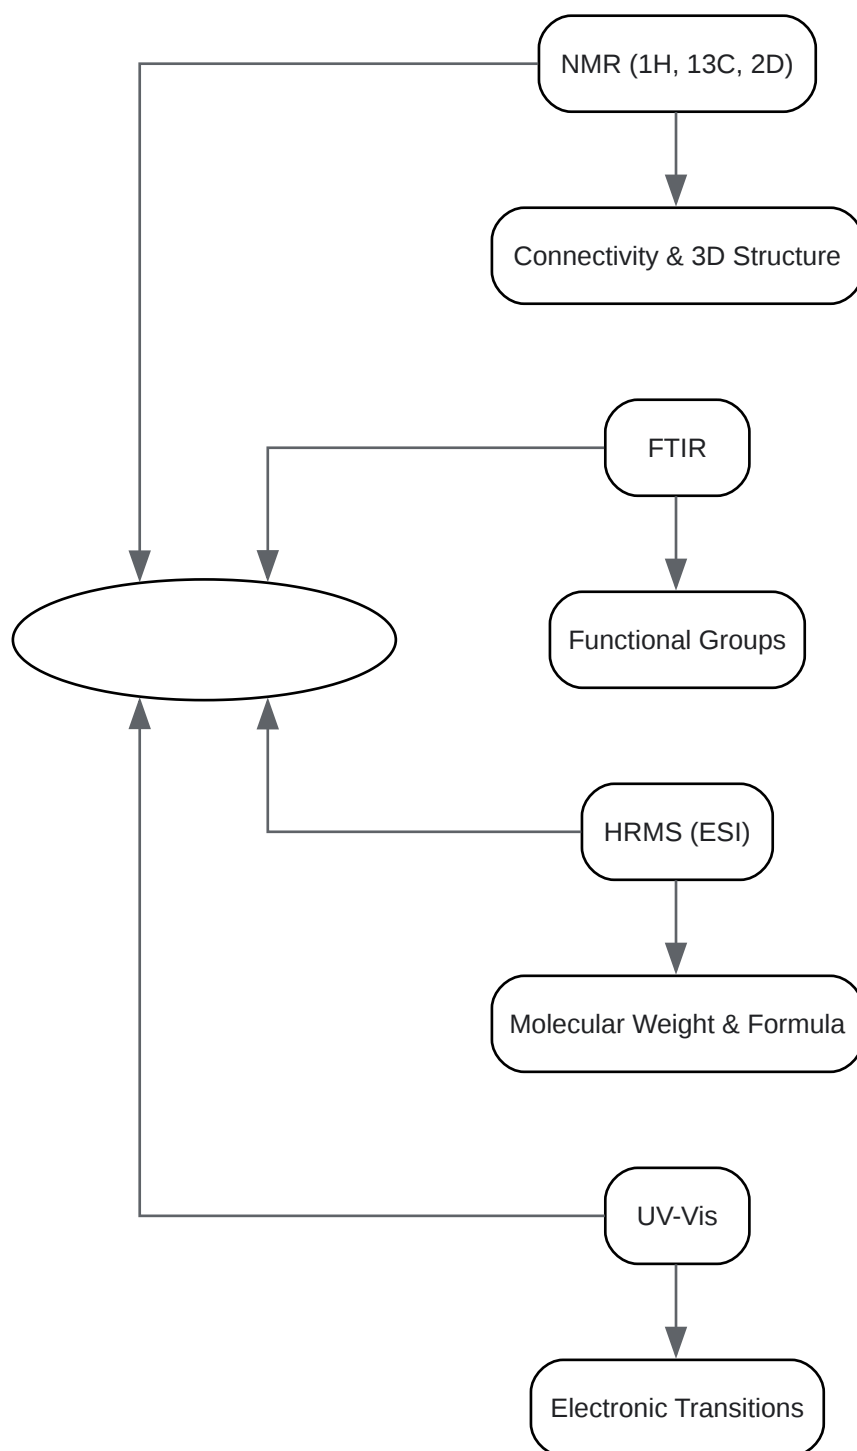 NMR (1H, 13C, 2D)
Connectivity & 3D Structure
FTIR
Functional Groups
HRMS (ESI)
Molecular Weight & Formula
UV-Vis
Electronic Transitions